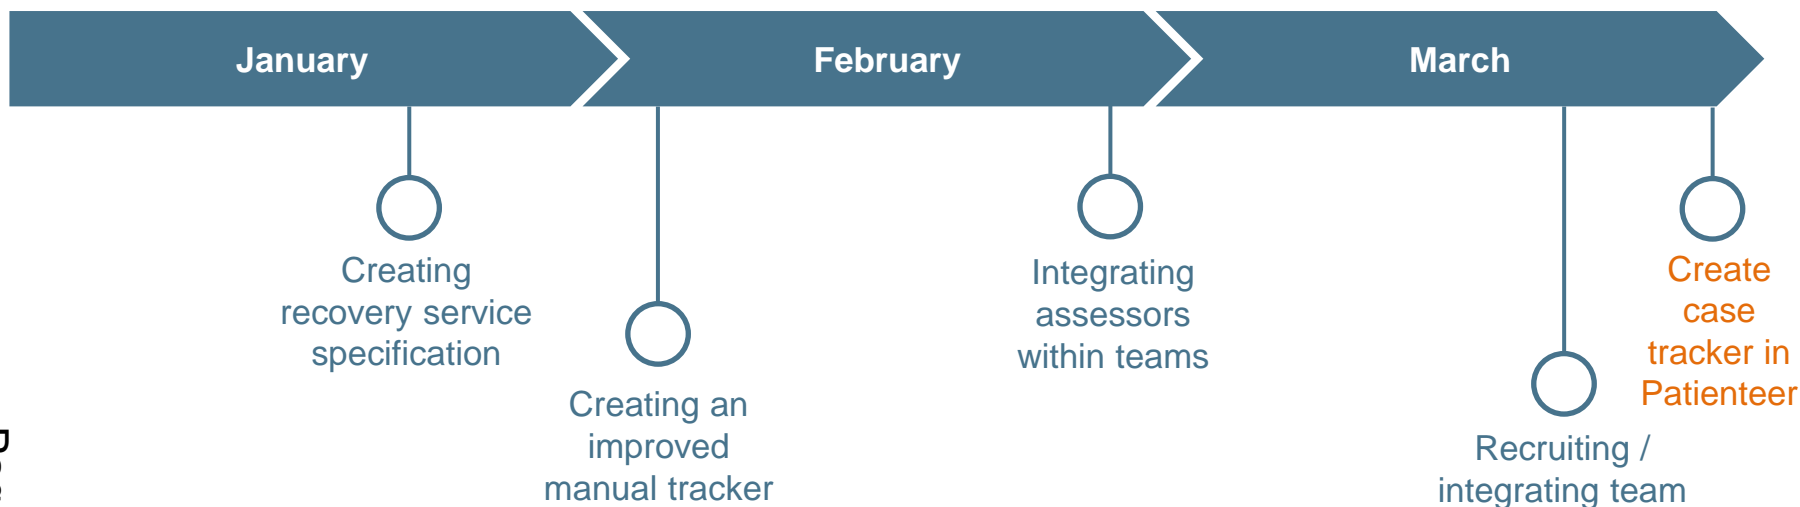 January
February
March
Creating
recovery service
specification
Creating an
improved
manual tracker
Integrating
assessors
within teams
Recruiting /
integrating team
Create
case
tracker in
Patienteer